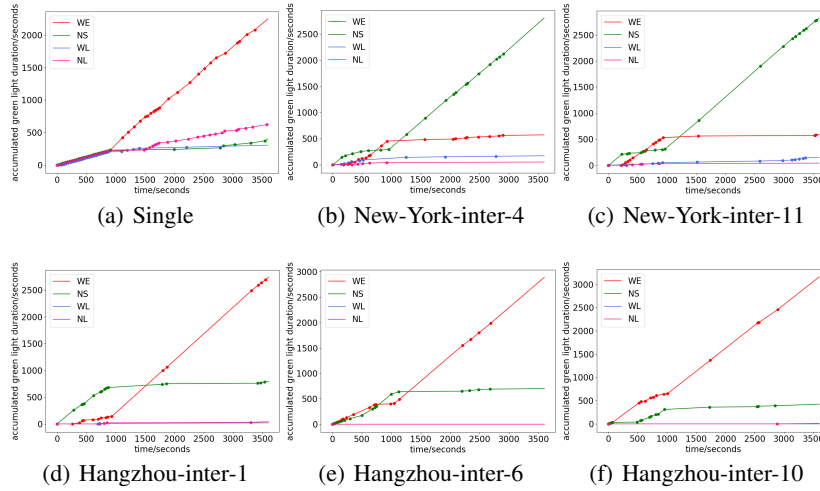 accumulated green light duration/seconds
2000
1500
1000
500
0
WE
NS
WL
NL
0 500 1000 1500 2000 2500 3000 3500
time/seconds
(a) Single
accumulated green light duration/seconds
2500
2000
1500
1000
500
0
WE
NS
WL
NL
0 500 1000 1500 2000 2500 3000 3500
time/seconds
(b) New-York-inter-4
accumulated green light duration/seconds
2500
2000
1500
1000
500
0
WE
NS
WL
NL
0 500 1000 1500 2000 2500 3000 3500
time/seconds
(c) New-York-inter-11
accumulated green light duration/seconds
2500
2000
1500
1000
500
0
WE
NS
WL
NL
0 500 1000 1500 2000 2500 3000 3500
time/seconds
(d) Hangzhou-inter-1
accumulated green light duration/seconds
3000
2500
2000
1500
1000
500
0
WE
NS
WL
NL
0 500 1000 1500 2000 2500 3000 3500
time/seconds
(e) Hangzhou-inter-6
accumulated green light duration/seconds
3000
2500
2000
1500
1000
500
0
WE
NS
WL
NL
0 500 1000 1500 2000 2500 3000 3500
time/seconds
(f) Hangzhou-inter-10